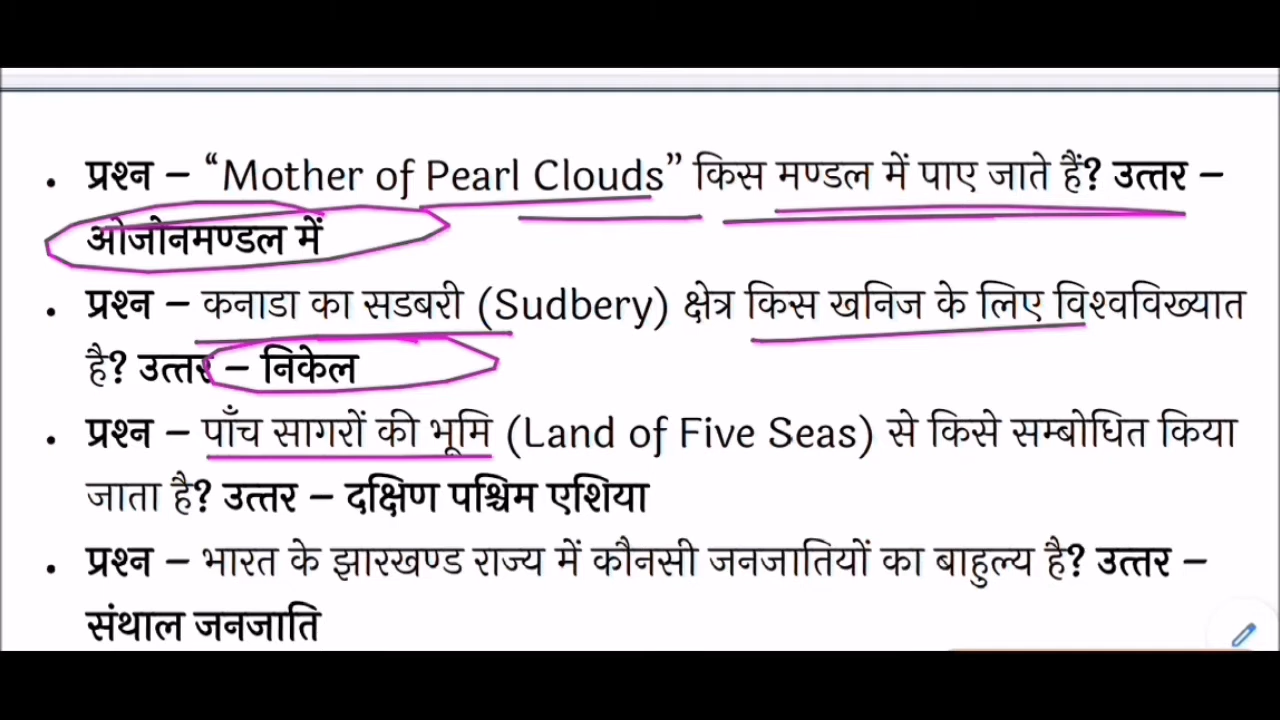 • प्रश्न – “Mother of Pearl Clouds” किस मण्डल में पाए जाते हैं? उत्तर –
ओजोनमण्डल में
• प्रश्न – कनाडा का सडबरी (Sudbery) क्षेत्र किस खनिज के लिए विश्वविख्यात
है? उत्तर – निकेल
• प्रश्न – पाँच सागरों की भूमि (Land of Five Seas) से किसे सम्बोधित किया
जाता है? उत्तर – दक्षिण पश्चिम एशिया
• प्रश्न – भारत के झारखण्ड राज्य में कौनसी जनजातियों का बाहुल्य है? उत्तर –
संथाल जनजाति